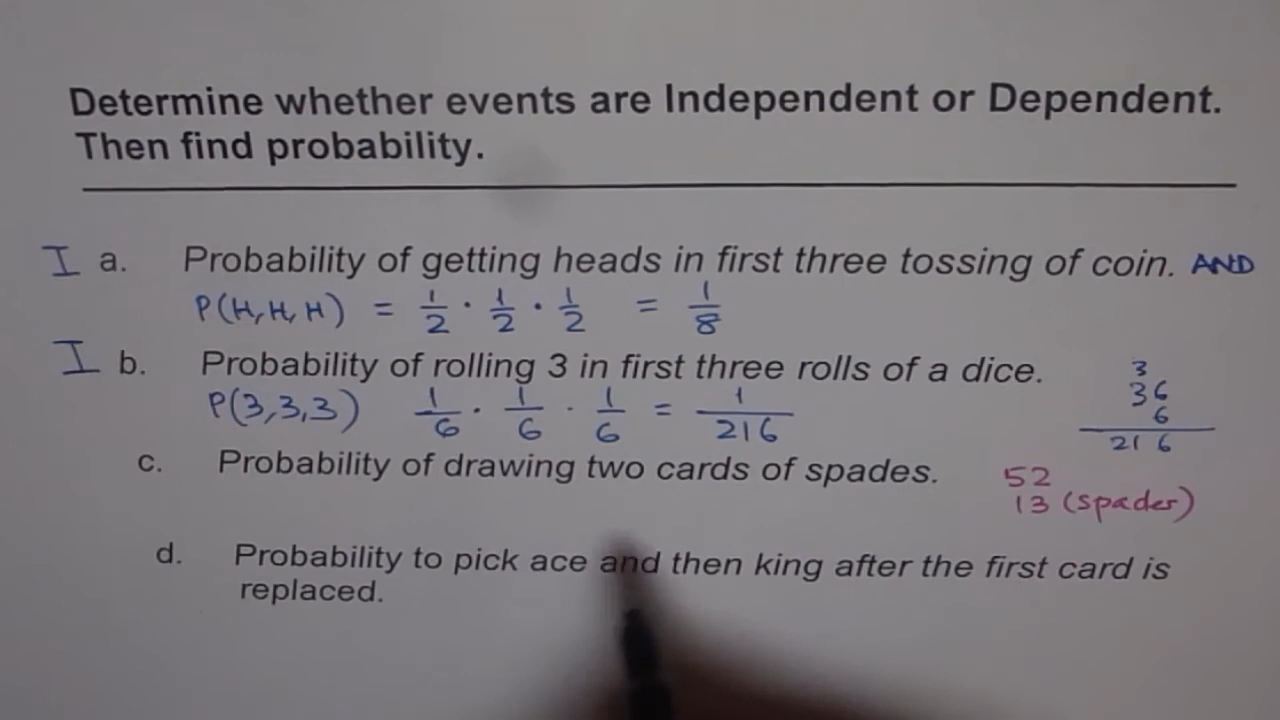 Determine whether events are Independent or Dependent.
Then find probability.
I a. Probability of getting heads in first three tossing of coin. AND
P(H,H,H) = 1/2 · 1/2 · 1/2 = 1/8
I b. Probability of rolling 3 in first three rolls of a dice.
P(3,3,3) 1/6 · 1/6 · 1/6 = 1/216
3
36
6
216
c. Probability of drawing two cards of spades.
52
13 (spades)
d. Probability to pick ace and then king after the first card is
replaced.